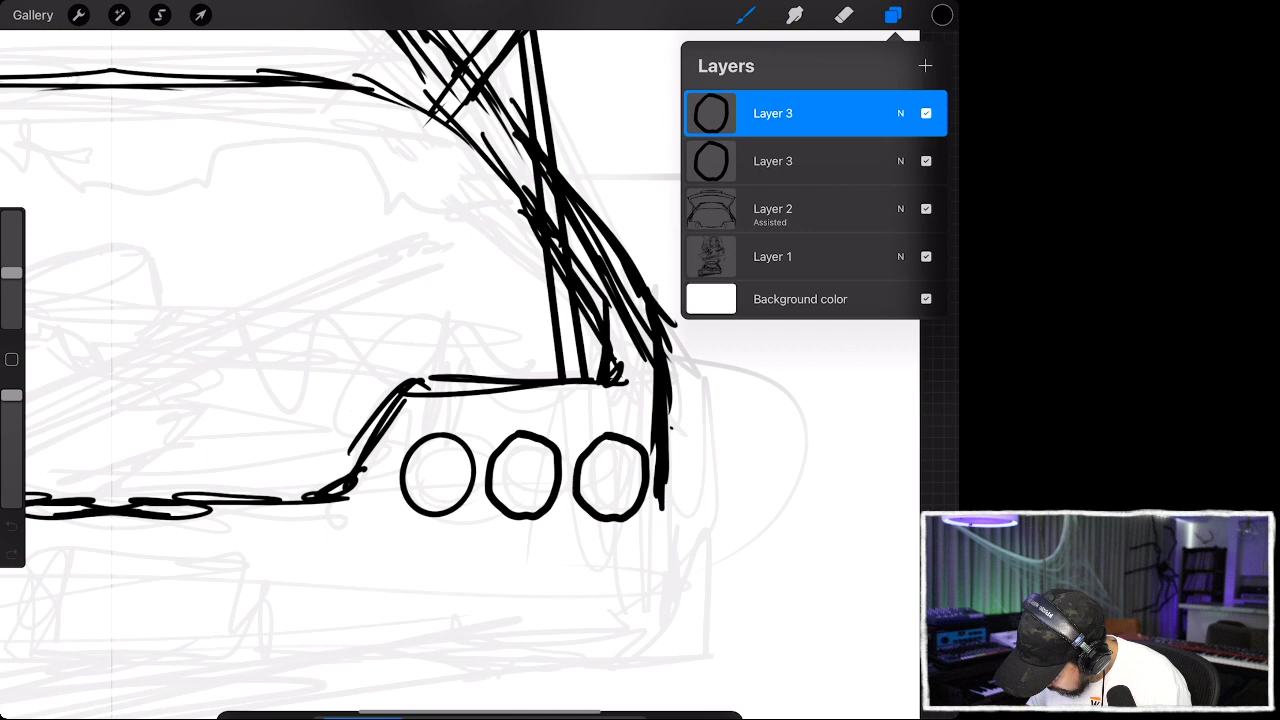 Gallery
Layers
Layer 3 N
Layer 3 N
Layer 2 N
Assisted
Layer 1 N
Background color